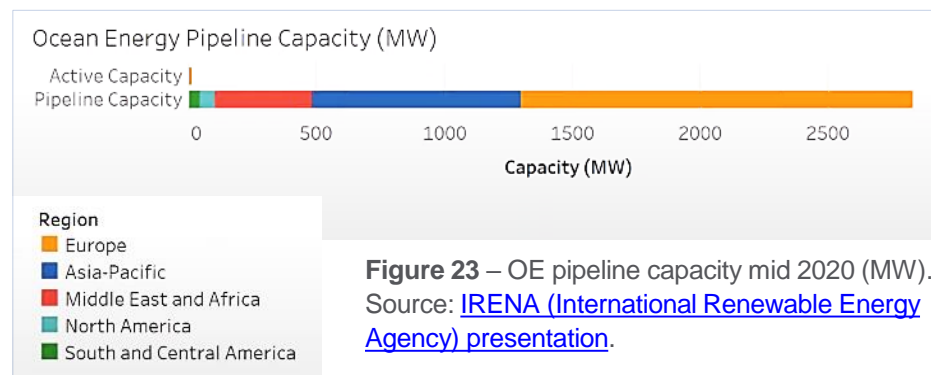 Ocean Energy Pipeline Capacity (MW)
Active Capacity
Pipeline Capacity
0 500 1000 1500 2000 2500
Capacity (MW)
Region
Europe
Asia-Pacific
Middle East and Africa
North America
South and Central America
Figure 23 – OE pipeline capacity mid 2020 (MW).
Source: IRENA (International Renewable Energy
Agency) presentation.